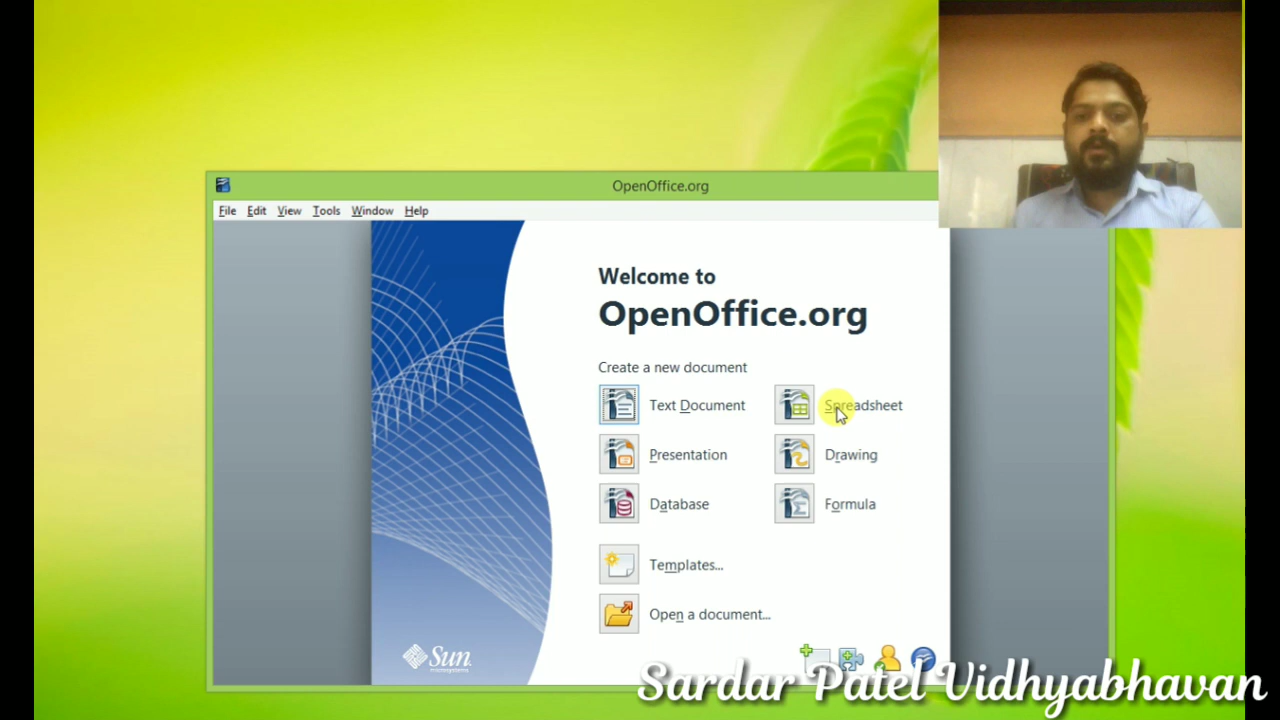 OpenOffice.org
File Edit View Tools Window Help
Welcome to
OpenOffice.org
Create a new document
Text Document Spreadsheet
Presentation Drawing
Database Formula
Templates...
Open a document...
Sun
microsystems
Sardar Patel Vidhyabhavan